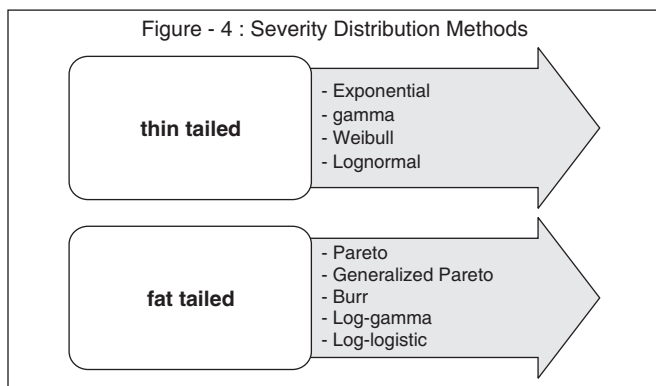 Figure - 4 : Severity Distribution Methods
thin tailed
- Exponential
- gamma
- Weibull
- Lognormal
fat tailed
- Pareto
- Generalized Pareto
- Burr
- Log-gamma
- Log-logistic